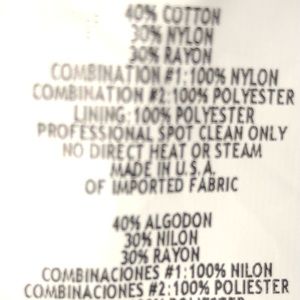 40% COTTON
30% NYLON
30% RAYON
COMBINATION #1:100% NYLON
COMBINATION #2:100% POLYESTER
LINING: 100% POLYESTER
PROFESSIONAL SPOT CLEAN ONLY
NO DIRECT HEAT OR STEAM
MADE IN U.S.A.
OF IMPORTED FABRIC
40% ALGODON
30% NILON
30% RAYON
COMBINACIONES #1:100% NILON
COMBINACIONES #2:100% POLIESTER